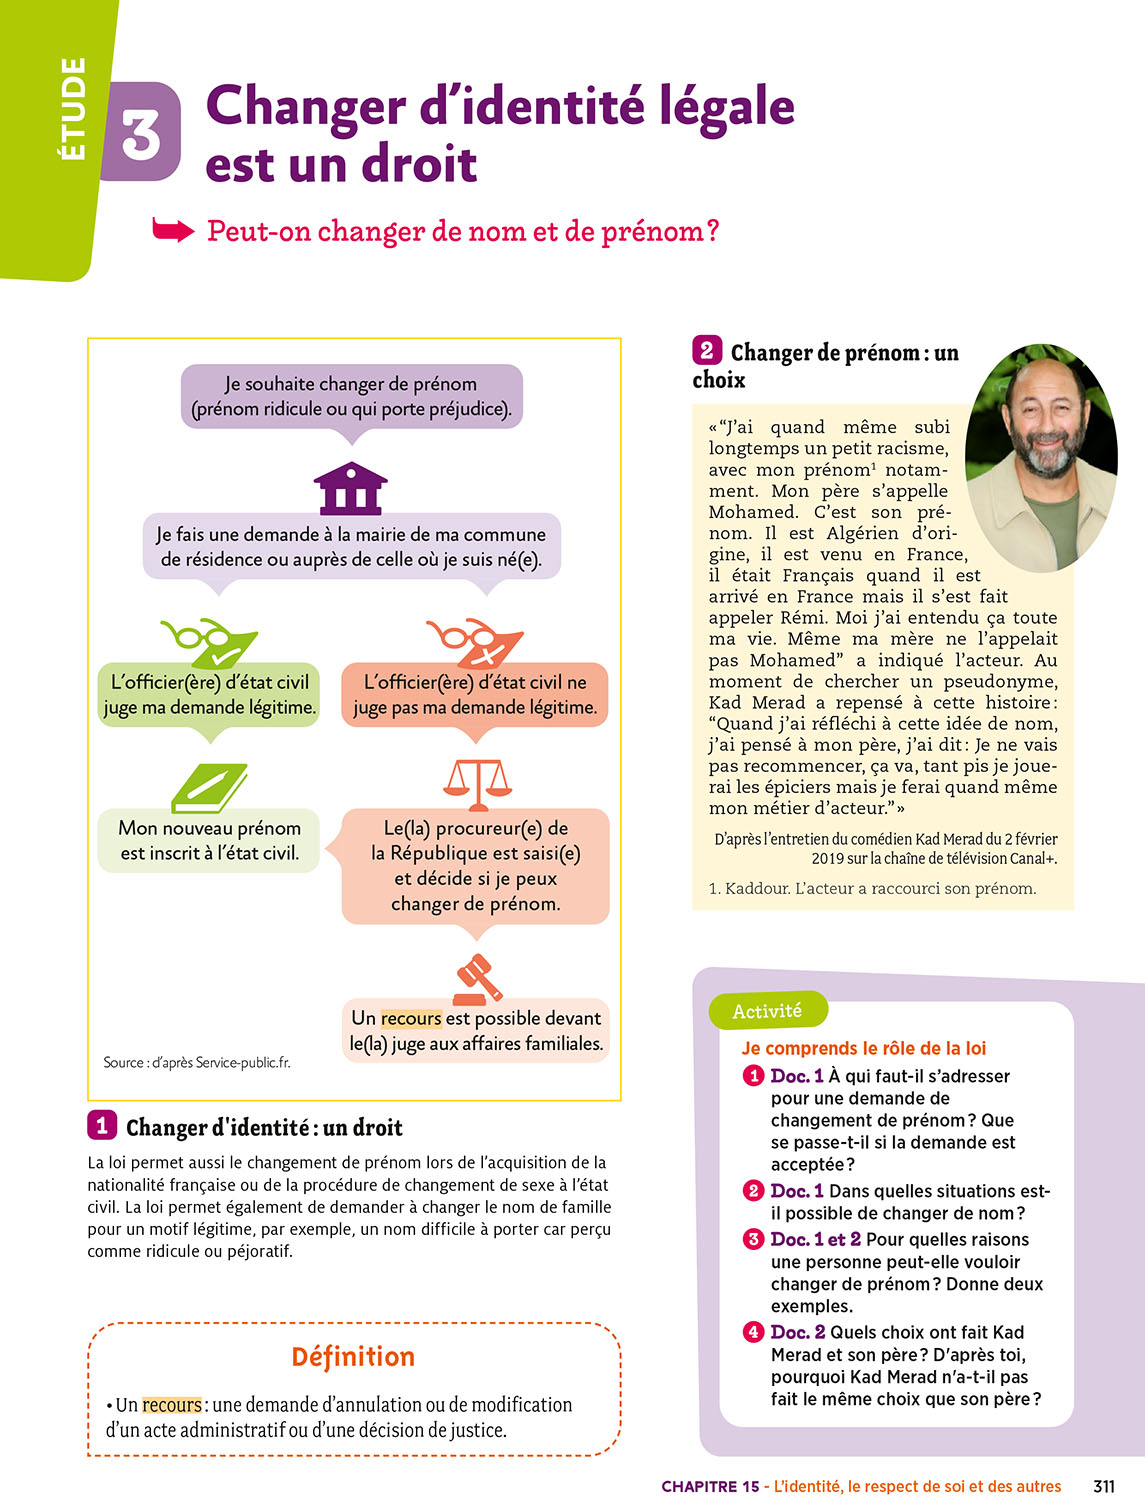 ÉTUDE
3
Changer d'identité légale
est un droit
Peut-on changer de nom et de prénom ?
Je souhaite changer de prénom
(prénom ridicule ou qui porte préjudice).
Je fais une demande à la mairie de ma commune
de résidence ou auprès de celle où je suis né(e).
L'officier(ère) d'état civil
juge ma demande légitime.
L'officier(ère) d'état civil ne
juge pas ma demande légitime.
Mon nouveau prénom
est inscrit à l'état civil.
Le(la) procureur(e) de
la République est saisi(e)
et décide si je peux
changer de prénom.
Un recours est possible devant
le(la) juge aux affaires familiales.
Source : d'après Service-public.fr.
1 Changer d'identité : un droit
La loi permet aussi le changement de prénom lors de l'acquisition de la
nationalité française ou de la procédure de changement de sexe à l'état
civil. La loi permet également de demander à changer le nom de famille
pour un motif légitime, par exemple, un nom difficile à porter car perçu
comme ridicule ou péjoratif.
Définition
• Un recours : une demande d'annulation ou de modification
d'un acte administratif ou d'une décision de justice.
2 Changer de prénom : un
choix
« “J'ai quand même subi
longtemps un petit racisme,
avec mon prénom¹ notam-
ment. Mon père s'appelle
Mohamed. C'est son pré-
nom. Il est Algérien d'ori-
gine, il est venu en France,
il était Français quand il est
arrivé en France mais il s'est fait
appeler Rémi. Moi j'ai entendu ça toute
ma vie. Même ma mère ne l'appelait
pas Mohamed” a indiqué l'acteur. Au
moment de chercher un pseudonyme,
Kad Merad a repensé à cette histoire :
“Quand j'ai réfléchi à cette idée de nom,
j'ai pensé à mon père, j'ai dit : Je ne vais
pas recommencer, ça va, tant pis je joue-
rai les épiciers mais je ferai quand même
mon métier d'acteur.” »
D'après l'entretien du comédien Kad Merad du 2 février
2019 sur la chaîne de télévision Canal+.
1. Kaddour. L'acteur a raccourci son prénom.
Activité
Je comprends le rôle de la loi
1 Doc. 1 À qui faut-il s'adresser
pour une demande de
changement de prénom ? Que
se passe-t-il si la demande est
acceptée ?
2 Doc. 1 Dans quelles situations est-
il possible de changer de nom ?
3 Doc. 1 et 2 Pour quelles raisons
une personne peut-elle vouloir
changer de prénom ? Donne deux
exemples.
4 Doc. 2 Quels choix ont fait Kad
Merad et son père ? D'après toi,
pourquoi Kad Merad n'a-t-il pas
fait le même choix que son père ?
CHAPITRE 15 - L'identité, le respect de soi et des autres 311